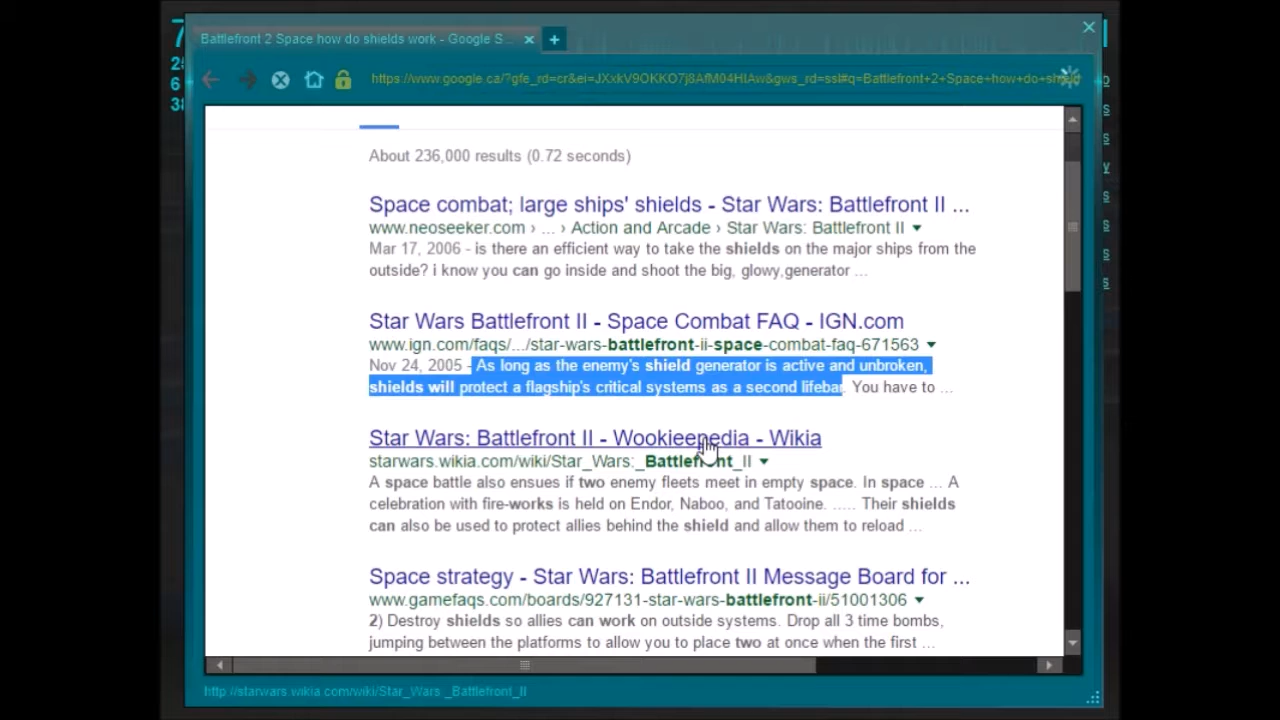 Battlefront 2 Space how do shields work - Google S...
https://www.google.ca/?gfe_rd=cr&ei=JXxkV9OKKO7j8AfM04HIAw&gws_rd=ssl#q=Battlefront+2+Space+how+do+shield
About 236,000 results (0.72 seconds)
Space combat; large ships' shields - Star Wars: Battlefront II ...
www.neoseeker.com › ... › Action and Arcade › Star Wars: Battlefront II
Mar 17, 2006 - is there an efficient way to take the shields on the major ships from the
outside? i know you can go inside and shoot the big, glowy,generator ...
Star Wars Battlefront II - Space Combat FAQ - IGN.com
www.ign.com/faqs/.../star-wars-battlefront-ii-space-combat-faq-671563
Nov 24, 2005 - As long as the enemy's shield generator is active and unbroken,
shields will protect a flagship's critical systems as a second lifebar. You have to ...
Star Wars: Battlefront II - Wookieepedia - Wikia
starwars.wikia.com/wiki/Star_Wars:_Battlefront_II
A space battle also ensues if two enemy fleets meet in empty space. In space ... A
celebration with fire-works is held on Endor, Naboo, and Tatooine. ..... Their shields
can also be used to protect allies behind the shield and allow them to reload ...
Space strategy - Star Wars: Battlefront II Message Board for ...
www.gamefaqs.com/boards/927131-star-wars-battlefront-ii/51001306
2) Destroy shields so allies can work on outside systems. Drop all 3 time bombs,
jumping between the platforms to allow you to place two at once when the first ...
http://starwars.wikia.com/wiki/Star_Wars:_Battlefront_II